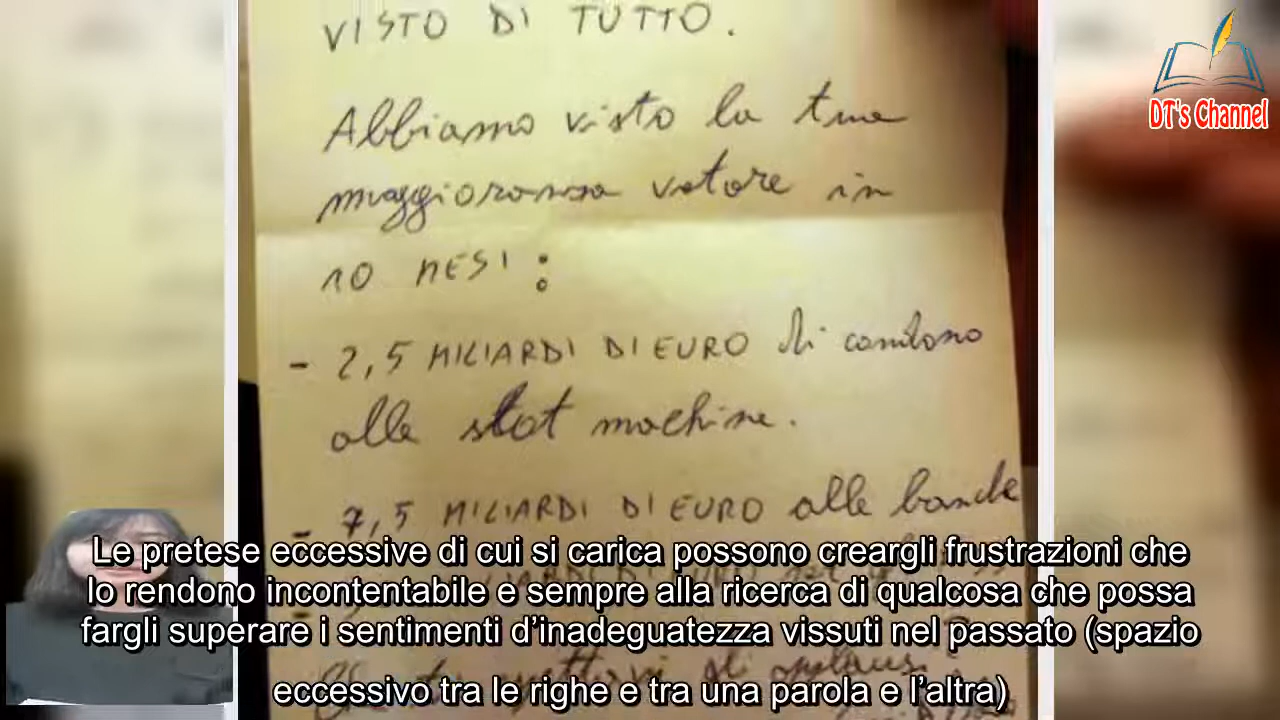 VISTO DI TUTTO.
Abbiamo visto la tua
maggioranza votare in
10 MESI:
- 2,5 MILIARDI DI EURO di condono
alle slot machine.
- 7,5 MILIARDI DI EURO alle banche
DT's Channel
Le pretese eccessive di cui si carica possono creargli frustrazioni che
lo rendono incontentabile e sempre alla ricerca di qualcosa che possa
fargli superare i sentimenti d'inadeguatezza vissuti nel passato (spazio
eccessivo tra le righe e tra una parola e l'altra)